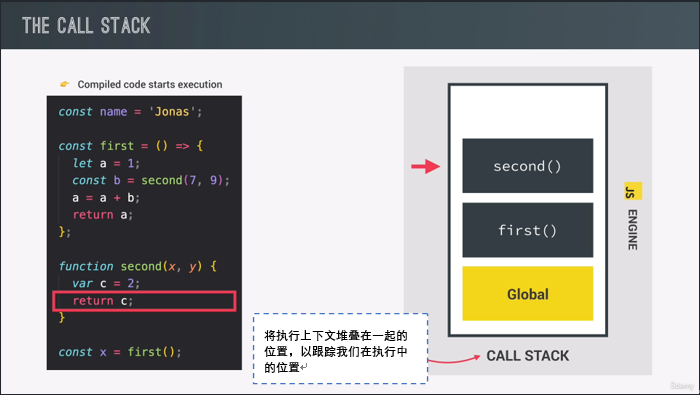 THE CALL STACK
👉 Compiled code starts execution
const name = 'Jonas';
const first = () => {
let a = 1;
const b = second(7, 9);
a = a + b;
return a;
};
function second(x, y) {
var c = 2;
return c;
}
const x = first();
second()
first()
Global
CALL STACK
JS ENGINE
将执行上下文堆叠在一起的
位置，以跟踪我们在执行中
的位置↵
Udemy